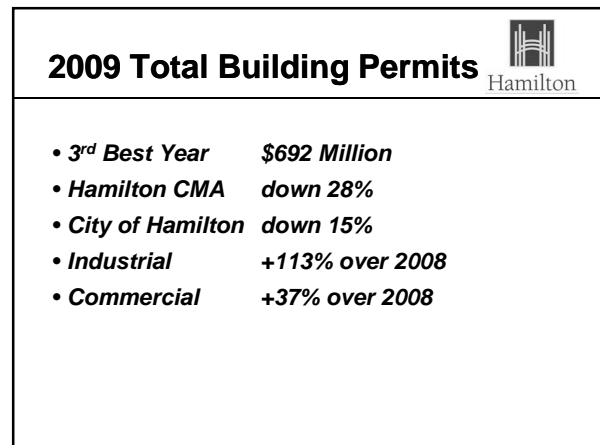 2009 Total Building Permits
Hamilton
• 3rd Best Year $692 Million
• Hamilton CMA down 28%
• City of Hamilton down 15%
• Industrial +113% over 2008
• Commercial +37% over 2008